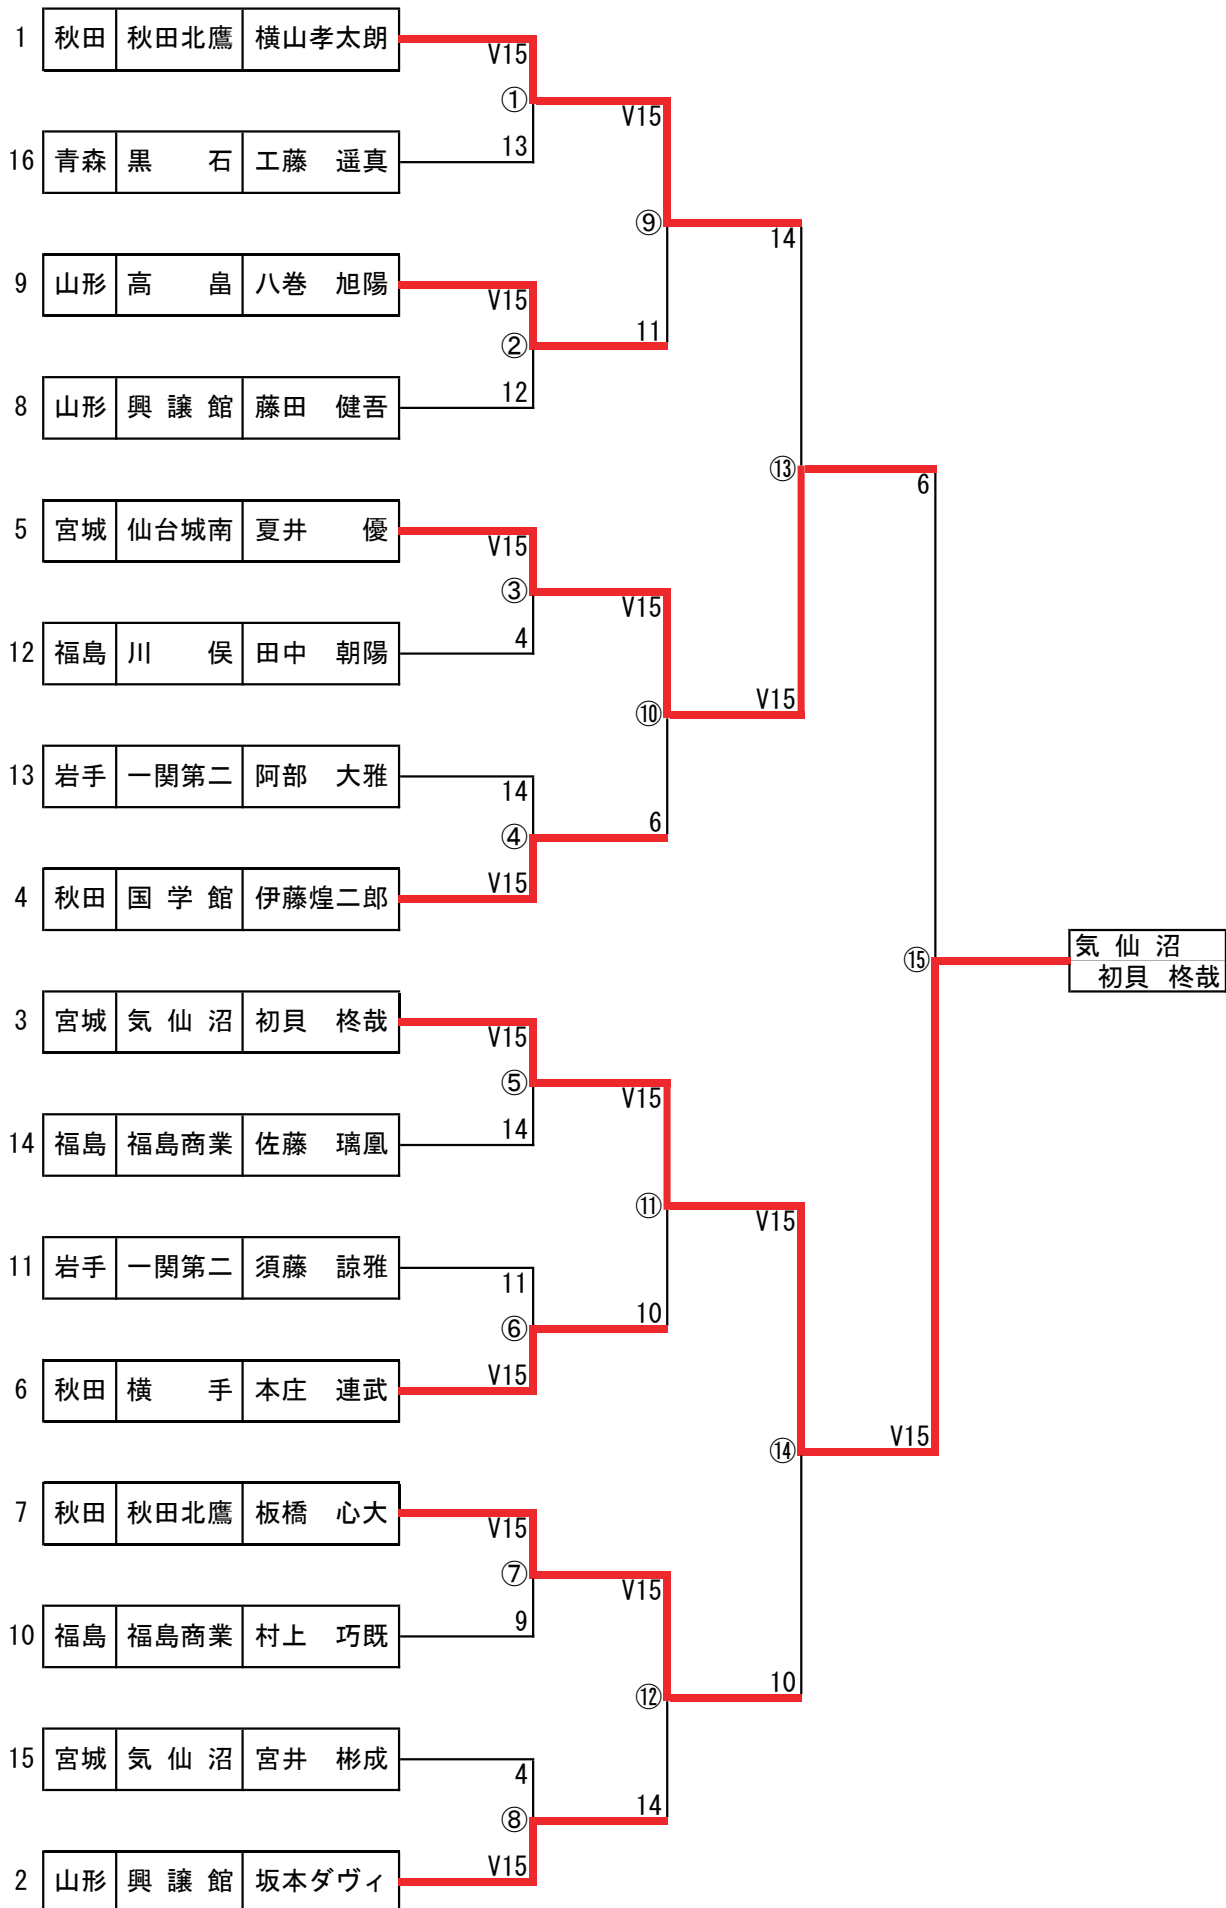 1 秋田 秋田北鷹 横山孝太朗
V15
①
V15
13
16 青森 黒　石 工藤　遥真
⑨
14
9 山形 高　畠 八巻　旭陽
V15
②
11
12
8 山形 興譲館 藤田　健吾
⑬
6
5 宮城 仙台城南 夏井　優
V15
③
V15
4
12 福島 川　俣 田中　朝陽
V15
⑩
13 岩手 一関第二 阿部　大雅
14
④
6
V15
4 秋田 国学館 伊藤煌二郎
⑮
気仙沼
初貝　柊哉
3 宮城 気仙沼 初貝　柊哉
V15
⑤
V15
14
14 福島 福島商業 佐藤　璃凰
⑪
V15
11 岩手 一関第二 須藤　諒雅
11
⑥
10
V15
6 秋田 横　手 本庄　連武
⑭
V15
7 秋田 秋田北鷹 板橋　心大
V15
⑦
V15
9
10 福島 福島商業 村上　巧既
10
⑫
15 宮城 気仙沼 宮井　彬成
4
⑧
14
V15
2 山形 興譲館 坂本ダヴィ